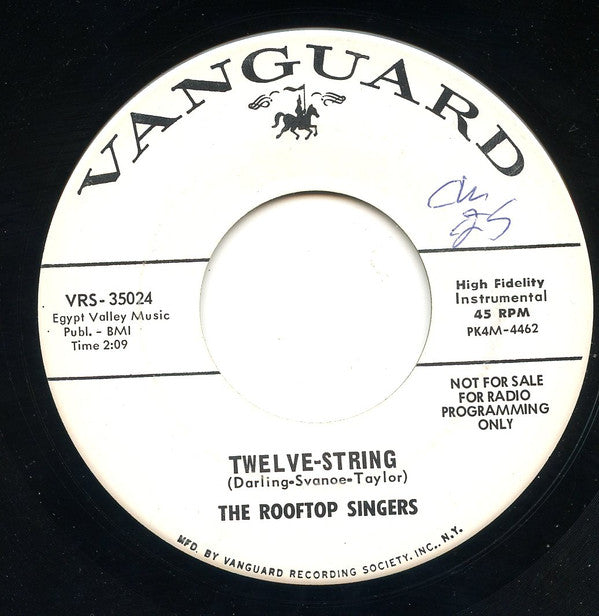 VANGUARD
VRS-35024
Egypt Valley Music
Publ. - BMI
Time 2:09
High Fidelity
Instrumental
45 RPM
PK4M-4462
NOT FOR SALE
FOR RADIO
PROGRAMMING
ONLY
TWELVE-STRING
(Darling-Svanoe-Taylor)
THE ROOFTOP SINGERS
MFD. BY VANGUARD RECORDING SOCIETY, INC., N.Y.